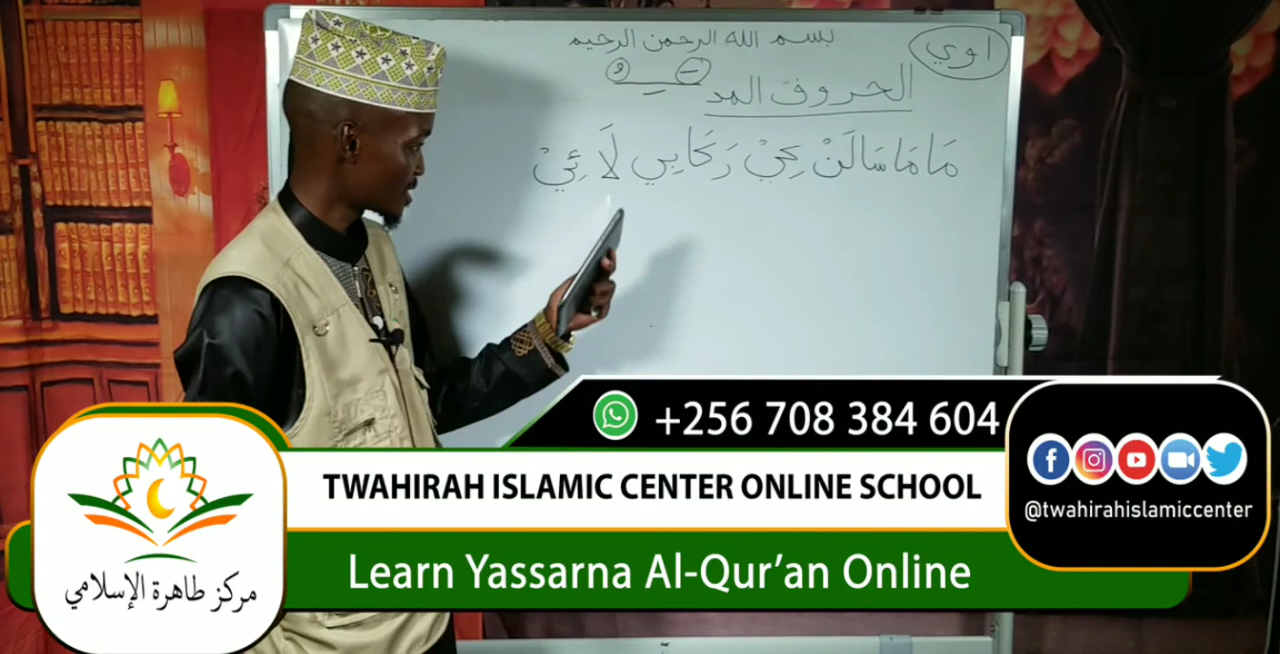 بسم الله الرحمن الرحيم
اوي
الحروف المد
مَا مَا سَا لَنْ
رَكَا بِي لَا ئِيْ
+256 708 384 604
TWAHIRAH ISLAMIC CENTER ONLINE SCHOOL
@twahirahislamiccenter
Learn Yassarna Al-Qur’an Online
مركز طاهرة الإسلامي